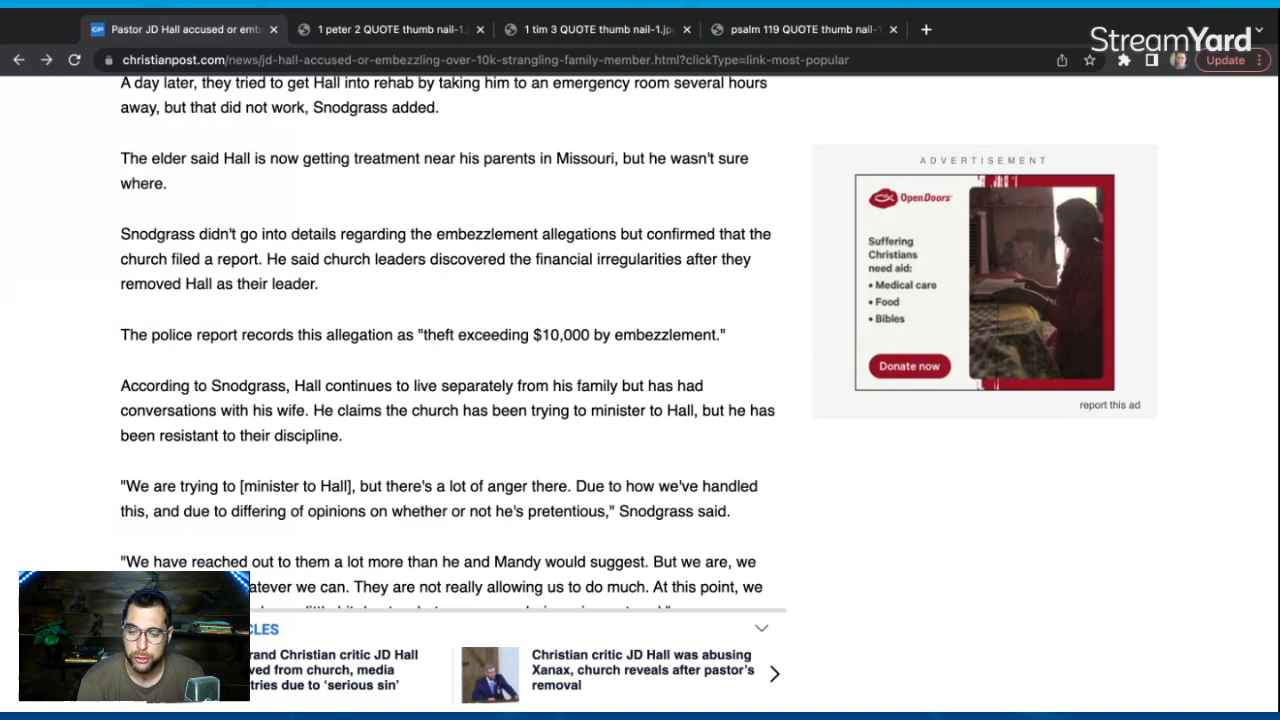 Pastor JD Hall accused or emb
1 peter 2 QUOTE thumb nail-1.j
1 tim 3 QUOTE thumb nail-1.jpg
psalm 119 QUOTE thumb nail-
StreamYard
christianpost.com/news/jd-hall-accused-or-embezzling-over-10k-strangling-family-member.html?clickType=link-most-popular
Update
A day later, they tried to get Hall into rehab by taking him to an emergency room several hours
away, but that did not work, Snodgrass added.
The elder said Hall is now getting treatment near his parents in Missouri, but he wasn't sure
where.
Snodgrass didn't go into details regarding the embezzlement allegations but confirmed that the
church filed a report. He said church leaders discovered the financial irregularities after they
removed Hall as their leader.
The police report records this allegation as "theft exceeding $10,000 by embezzlement."
According to Snodgrass, Hall continues to live separately from his family but has had
conversations with his wife. He claims the church has been trying to minister to Hall, but he has
been resistant to their discipline.
"We are trying to [minister to Hall], but there's a lot of anger there. Due to how we've handled
this, and due to differing of opinions on whether or not he's pretentious," Snodgrass said.
"We have reached out to them a lot more than he and Mandy would suggest. But we are, we
atever we can. They are not really allowing us to do much. At this point, we
ADVERTISEMENT
OpenDoors
Suffering
Christians
need aid:
• Medical care
• Food
• Bibles
Donate now
report this ad
CLES
rand Christian critic JD Hall
ved from church, media
tries due to 'serious sin'
Christian critic JD Hall was abusing
Xanax, church reveals after pastor's
removal